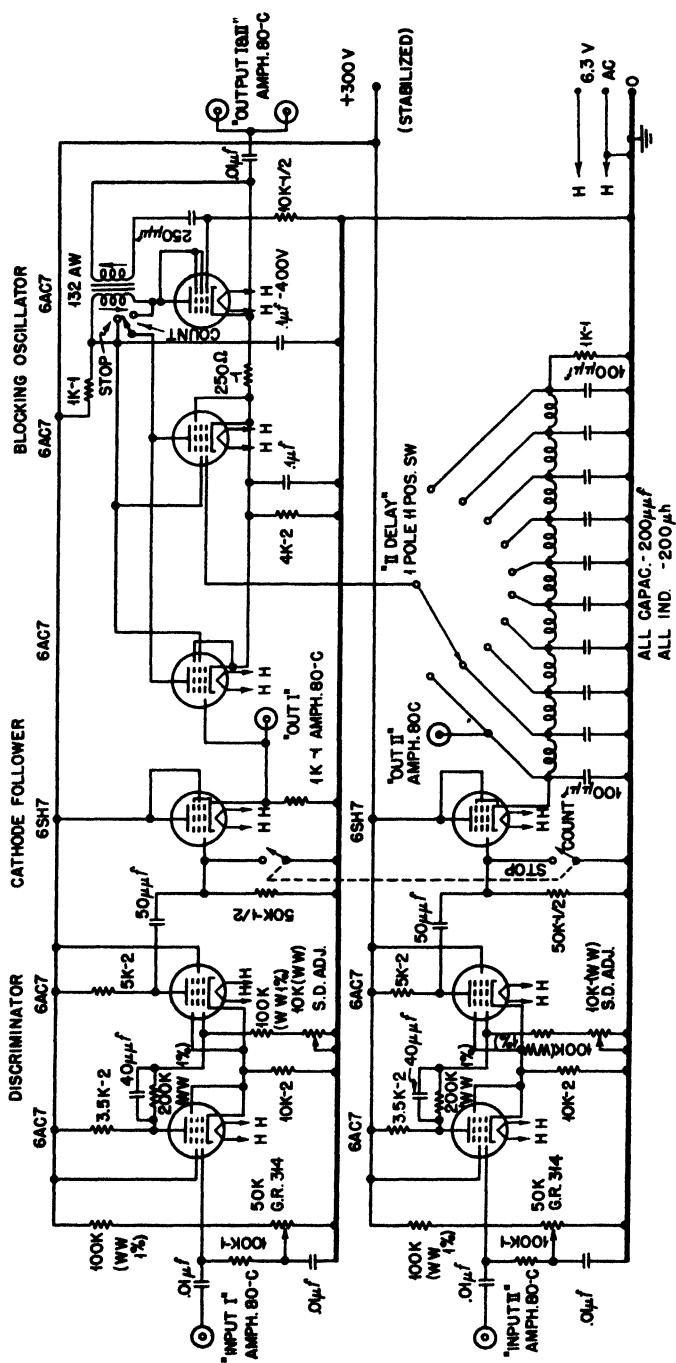 DISCRIMINATOR
CATHODE FOLLOWER
BLOCKING OSCILLATOR
6AC7
6AC7
6SH7
6AC7
6AC7
6AC7
132 AW
1K-1
STOP
COUNT
250μμf
.01μf
"OUTPUT I&II"
AMPH. 80-C
10K-1/2
.1μf-400V
250Ω
-1
.1μf
4K-2
3.5K-2
40μμf
200K
(WW 1%)
5K-2
50μμf
100K
(WW 1%)
10K(WW)
S.D. ADJ.
50K-1/2
H H
H H
H H
H H
H H
H H
"OUT I"
1K-1 AMPH. 80-C
100K
(WW
1%)
50K
G.R. 314
10K-2
100K-1
.01μf
.01μf
"INPUT I"
AMPH. 80-C
+300 V
(STABILIZED)
6AC7
6AC7
6SH7
3.5K-2
40μμf
200K
(WW 1%)
5K-2
50μμf
100K(WW
1%)
10K-(WW)
S.D. ADJ.
50K-1/2
STOP
COUNT
H H
H H
H H
"OUT II"
AMPH. 80C
"II DELAY"
1 POLE 11 POS. SW
100K
(WW
1%)
50K
G.R. 314
10K-2
100K-1
.01μf
.01μf
"INPUT II"
AMPH. 80-C
100μμf
100μμf
1K-1
ALL CAPAC.-200μμf
ALL IND. -200μh
H
H
6.3 V
AC
0